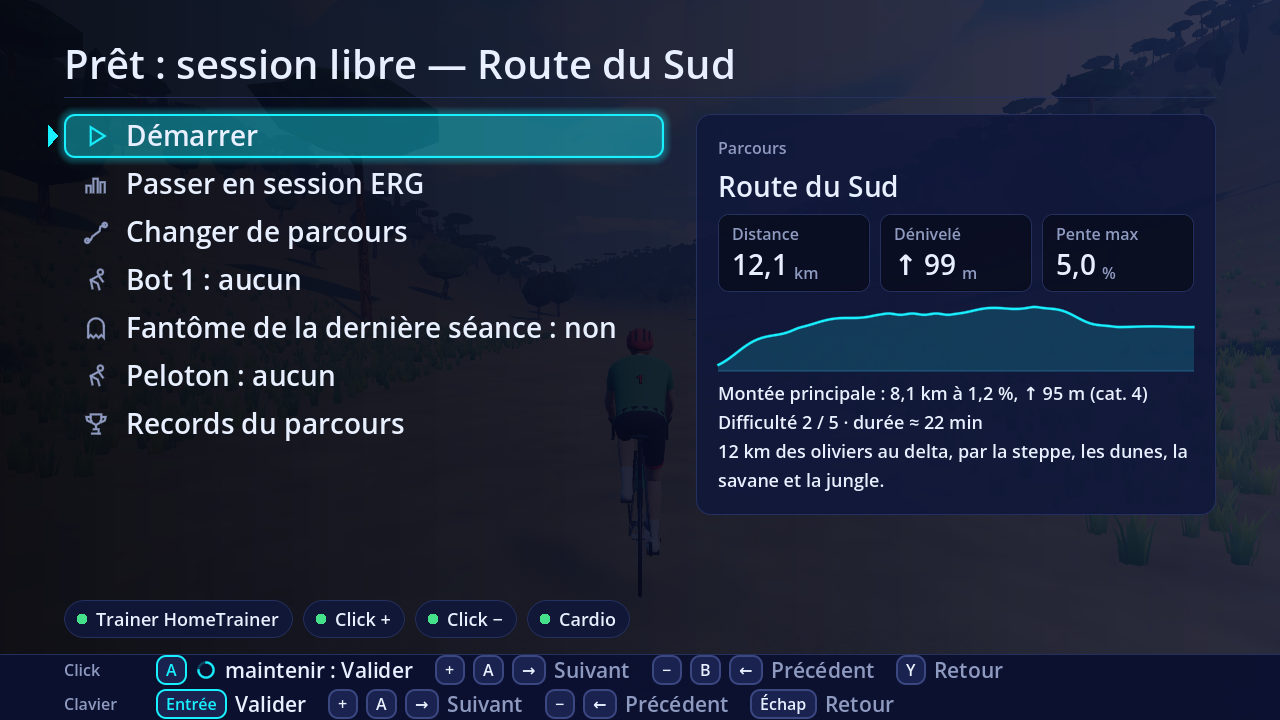 Prêt : session libre — Route du Sud
Démarrer
Passer en session ERG
Changer de parcours
Bot 1 : aucun
Fantôme de la dernière séance : non
Peloton : aucun
Records du parcours
Parcours
Route du Sud
Distance Dénivelé Pente max
12,1 km ↑ 99 m 5,0 %
Montée principale : 8,1 km à 1,2 %, ↑ 95 m (cat. 4)
Difficulté 2 / 5 · durée ≈ 22 min
12 km des oliviers au delta, par la steppe, les dunes, la
savane et la jungle.
Trainer HomeTrainer Click + Click − Cardio
Click A maintenir : Valider + A → Suivant − B ← Précédent Y Retour
Clavier Entrée Valider + A → Suivant − ← Précédent Échap Retour